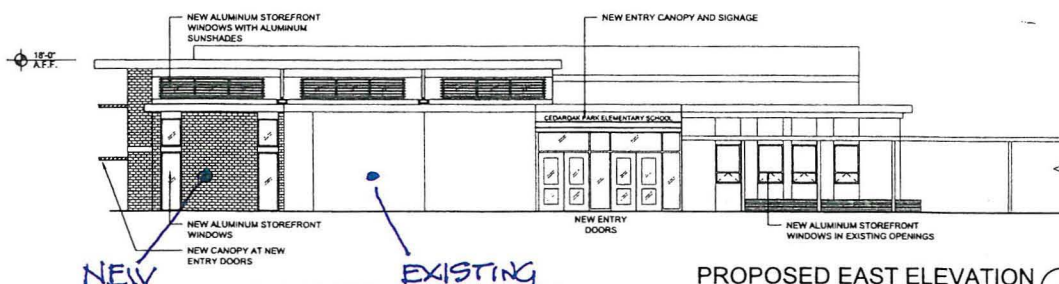 NEW ALUMINUM STOREFRONT
WINDOWS WITH ALUMINUM
SUNSHADES
NEW ENTRY CANOPY AND SIGNAGE
18'-0"
A.F.F.
CEDAROAK PARK ELEMENTARY SCHOOL
NEW ALUMINUM STOREFRONT
WINDOWS
NEW CANOPY AT NEW
ENTRY DOORS
NEW ENTRY
DOORS
NEW ALUMINUM STOREFRONT
WINDOWS IN EXISTING OPENINGS
NEW
EXISTING
PROPOSED EAST ELEVATION